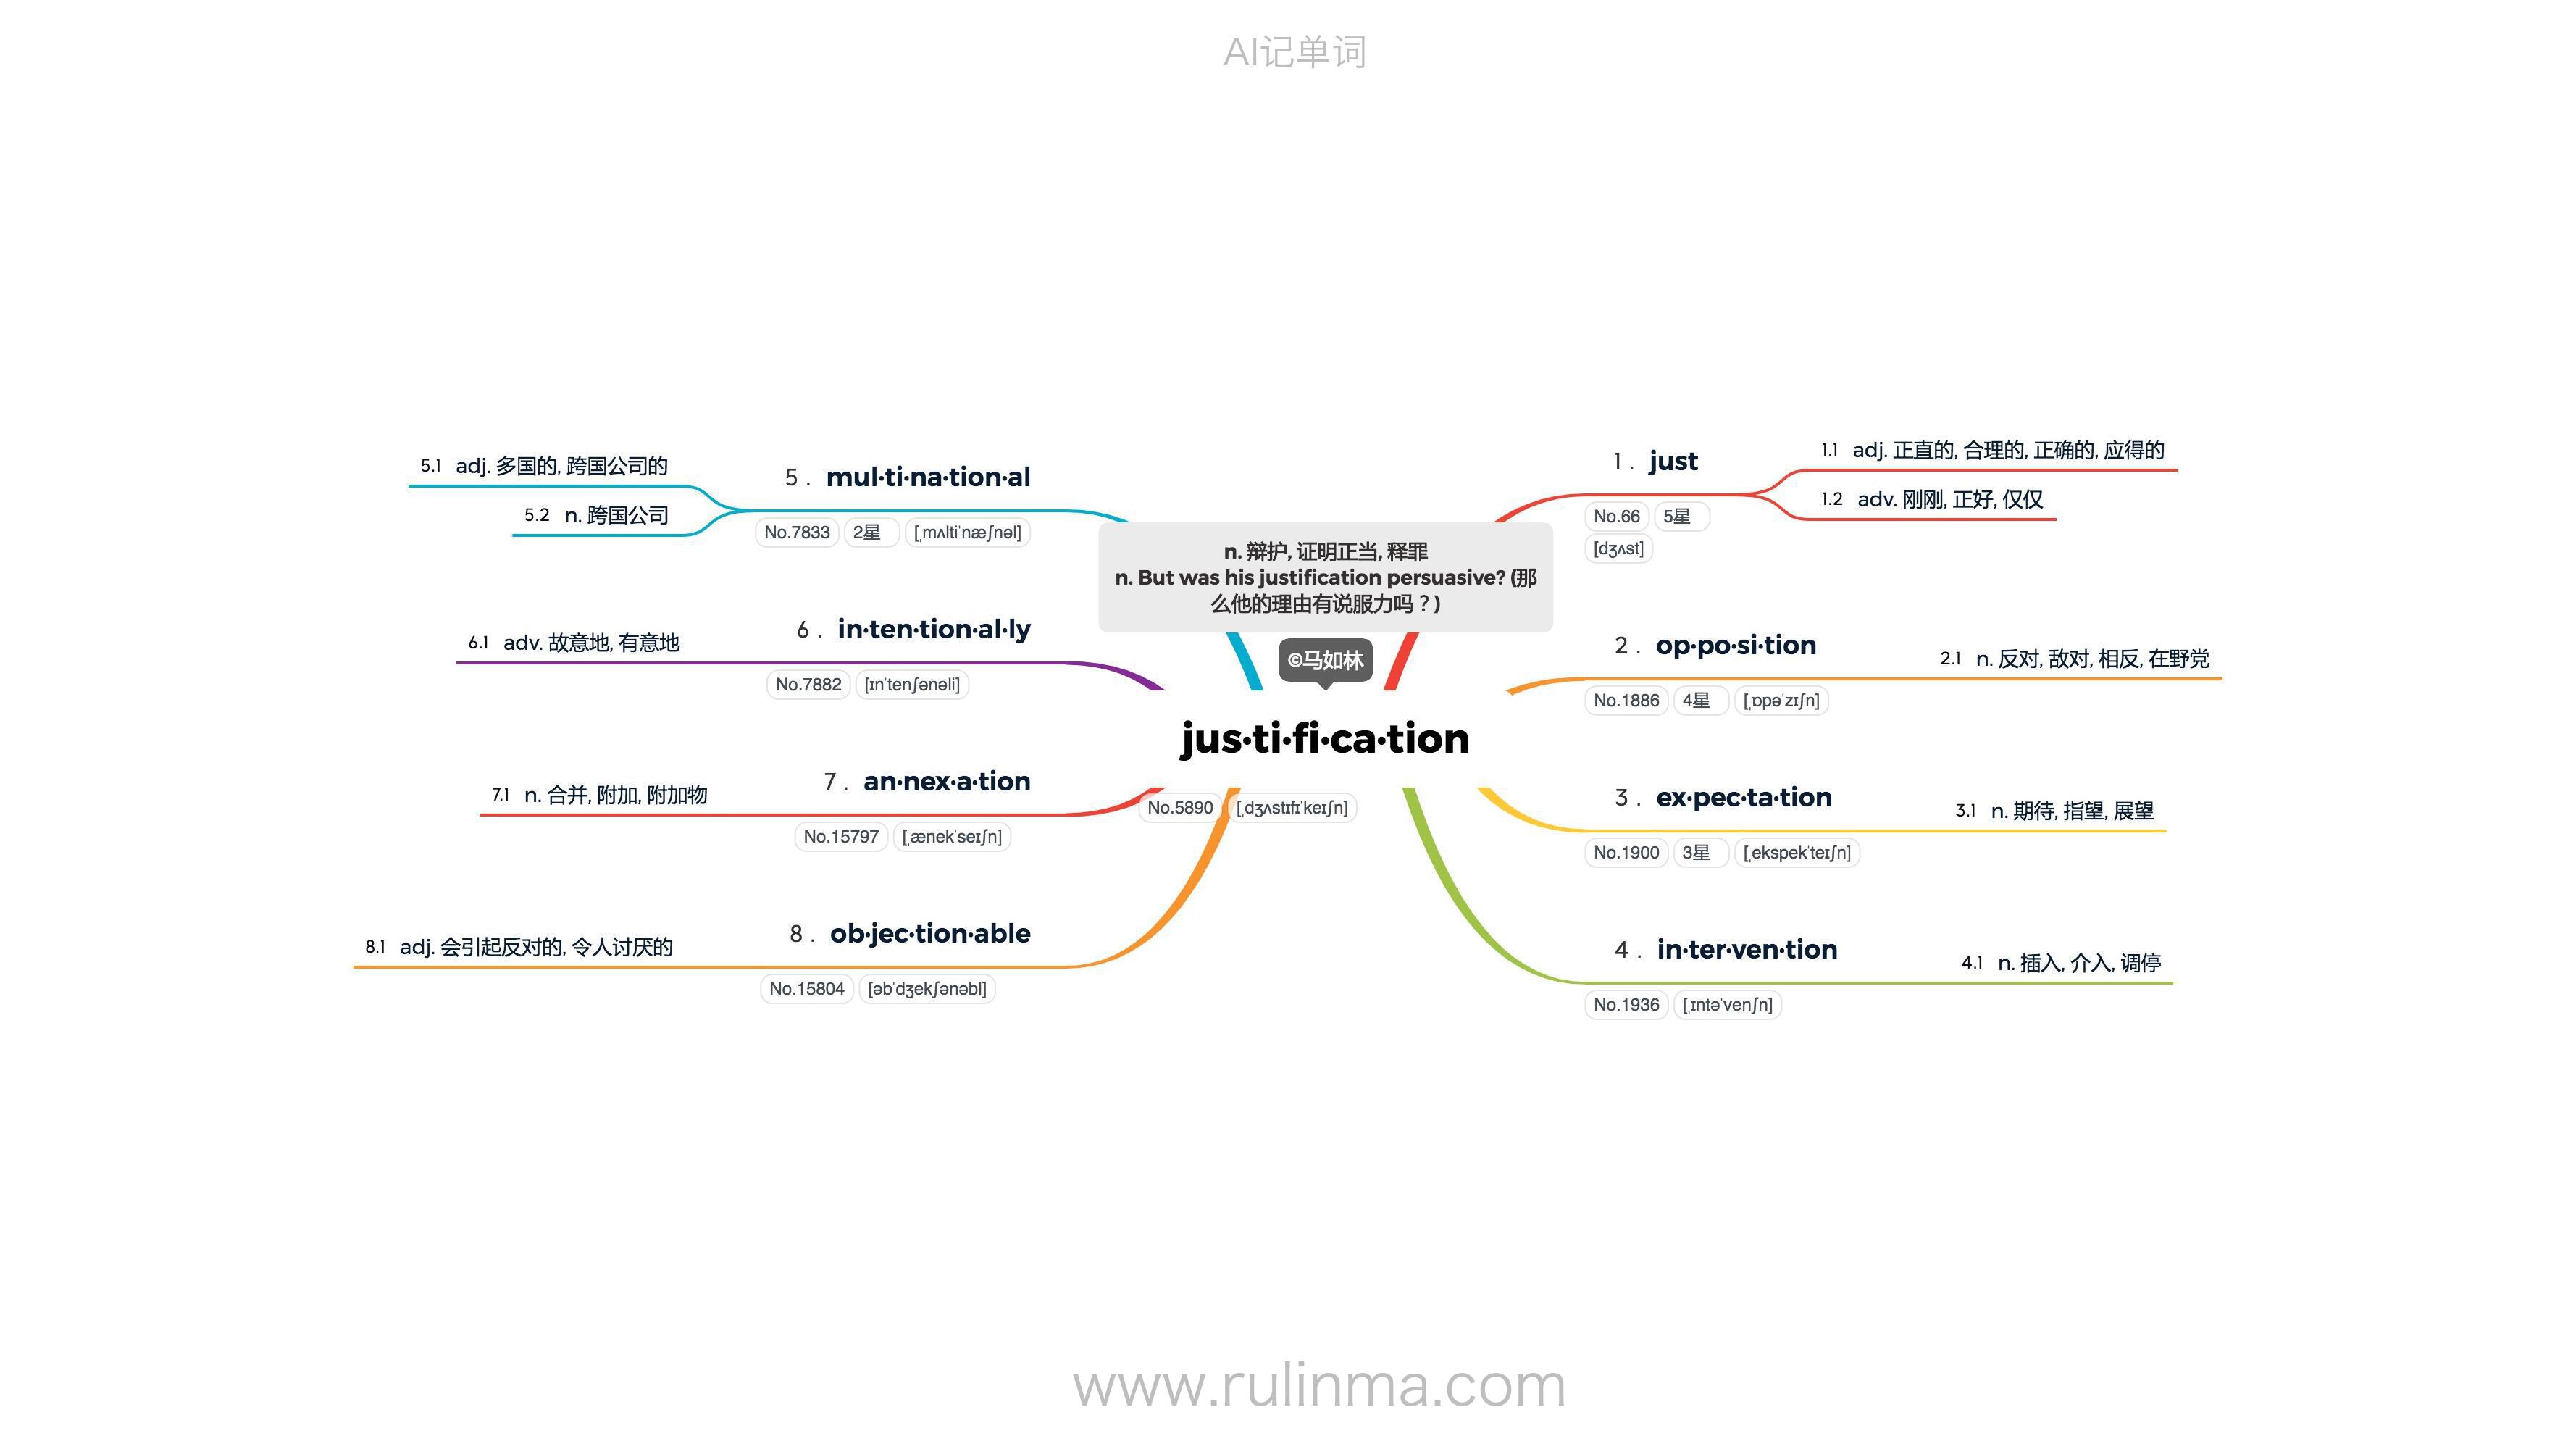 AI记单词
n. 辩护, 证明正当, 释罪
n. But was his justification persuasive? (那
么他的理由有说服力吗？)
©马如林
jus·ti·fi·ca·tion
No.5890 [ˌdʒʌstɪfɪˈkeɪʃn]
1 . just
No.66 5星
[dʒʌst]
1.1 adj. 正直的, 合理的, 正确的, 应得的
1.2 adv. 刚刚, 正好, 仅仅
2 . op·po·si·tion
No.1886 4星 [ˌɒpəˈzɪʃn]
2.1 n. 反对, 敌对, 相反, 在野党
3 . ex·pec·ta·tion
No.1900 3星 [ˌekspekˈteɪʃn]
3.1 n. 期待, 指望, 展望
4 . in·ter·ven·tion
No.1936 [ˌɪntəˈvenʃn]
4.1 n. 插入, 介入, 调停
5 . mul·ti·na·tion·al
No.7833 2星 [ˌmʌltiˈnæʃnəl]
5.1 adj. 多国的, 跨国公司的
5.2 n. 跨国公司
6 . in·ten·tion·al·ly
No.7882 [ɪnˈtenʃənəli]
6.1 adv. 故意地, 有意地
7 . an·nex·a·tion
No.15797 [ˌænekˈseɪʃn]
7.1 n. 合并, 附加, 附加物
8 . ob·jec·tion·able
No.15804 [əbˈdʒekʃənəbl]
8.1 adj. 会引起反对的, 令人讨厌的
www.rulinma.com